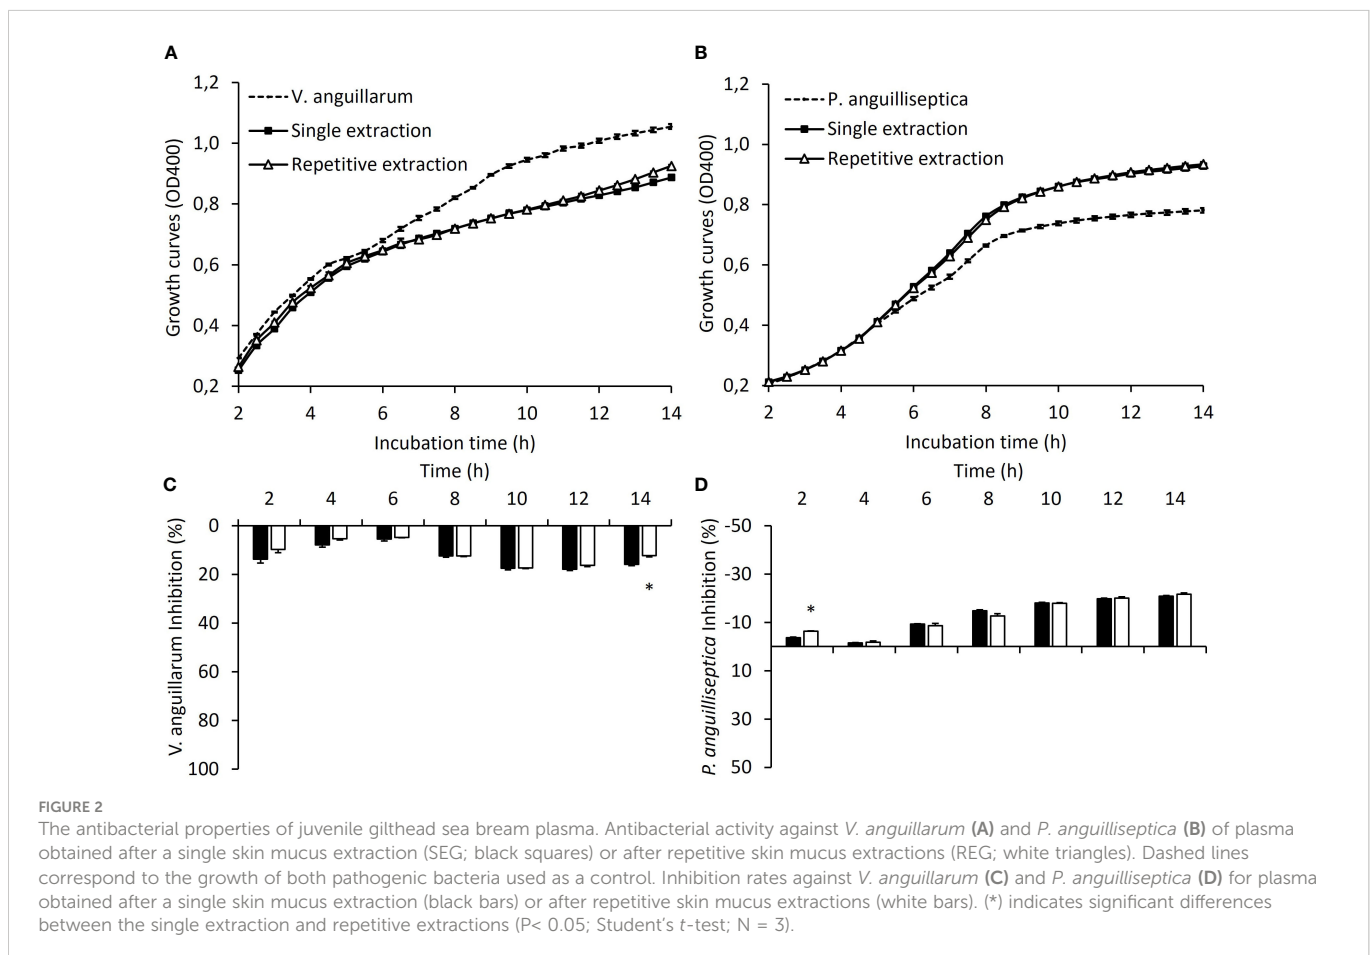 A
1,2
1,0
0,8
0,6
0,4
0,2
Growth curves (OD400)
V. anguillarum
Single extraction
Repetitive extraction
2 4 6 8 10 12 14
Incubation time (h)
B
1,2
1,0
0,8
0,6
0,4
0,2
Growth curves (OD400)
P. anguilliseptica
Single extraction
Repetitive extraction
2 4 6 8 10 12 14
Incubation time (h)
C
Time (h)
2 4 6 8 10 12 14
0
20
40
60
80
100
V. anguillarum Inhibition (%)
*
D
Time (h)
2 4 6 8 10 12 14
-50
-30
-10
10
30
50
P. anguilliseptica Inhibition (%)
*
FIGURE 2
The antibacterial properties of juvenile gilthead sea bream plasma. Antibacterial activity against V. anguillarum (A) and P. anguilliseptica (B) of plasma
obtained after a single skin mucus extraction (SEG; black squares) or after repetitive skin mucus extractions (REG; white triangles). Dashed lines
correspond to the growth of both pathogenic bacteria used as a control. Inhibition rates against V. anguillarum (C) and P. anguilliseptica (D) for plasma
obtained after a single skin mucus extraction (black bars) or after repetitive skin mucus extractions (white bars). (*) indicates significant differences
between the single extraction and repetitive extractions (P< 0.05; Student's t-test; N = 3).